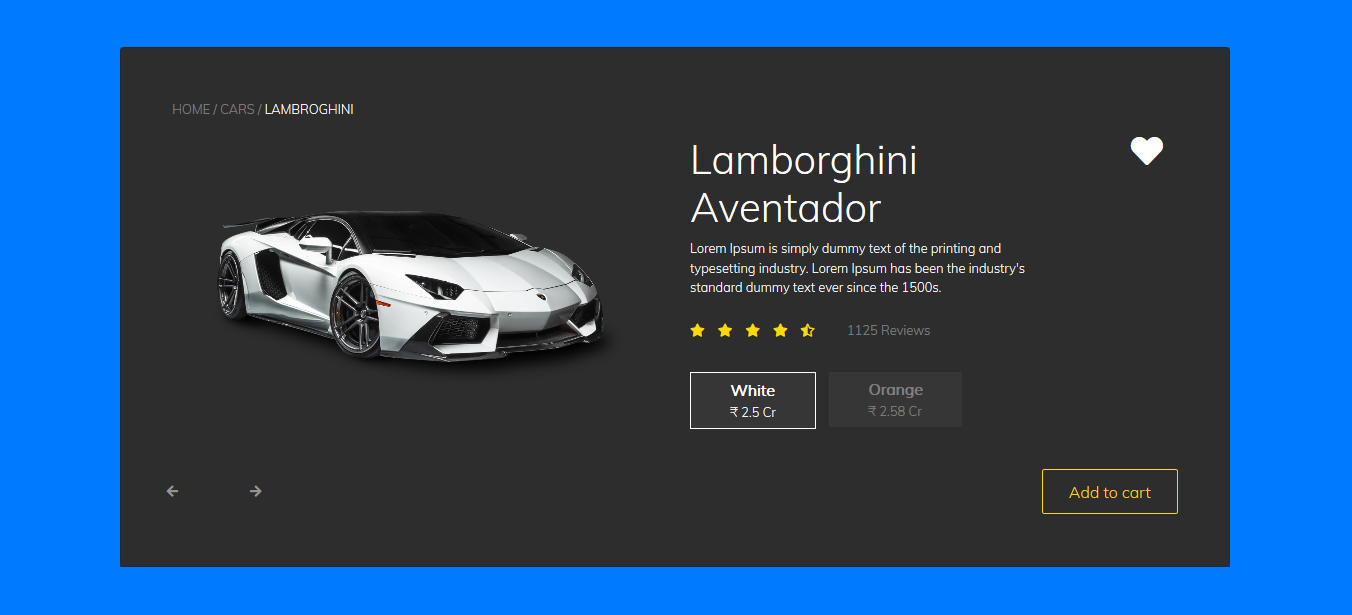 HOME / CARS / LAMBROGHINI
Lamborghini
Aventador
Lorem Ipsum is simply dummy text of the printing and
typesetting industry. Lorem Ipsum has been the industry's
standard dummy text ever since the 1500s.
1125 Reviews
White
₹ 2.5 Cr
Orange
₹ 2.58 Cr
Add to cart